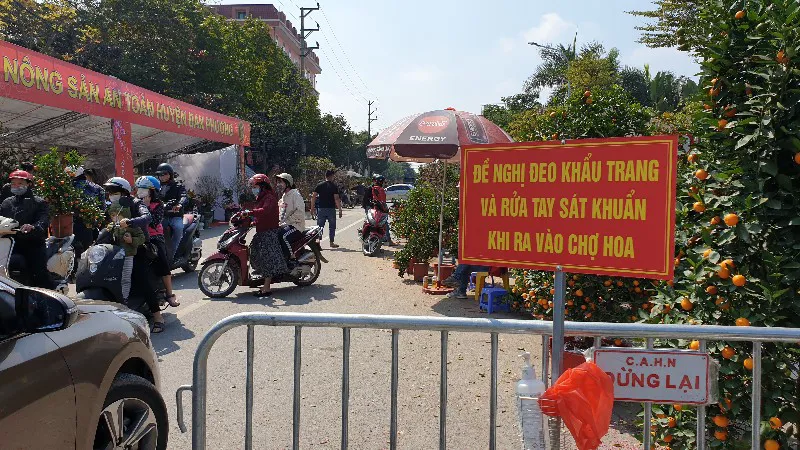 NÔNG SẢN AN TOÀN HUYỆN ĐAN PHƯỢNG
ENERGY
ĐỀ NGHỊ ĐEO KHẨU TRANG
VÀ RỬA TAY SÁT KHUẨN
KHI RA VÀO CHỢ HOA
C.A.H.N
DỪNG LẠI